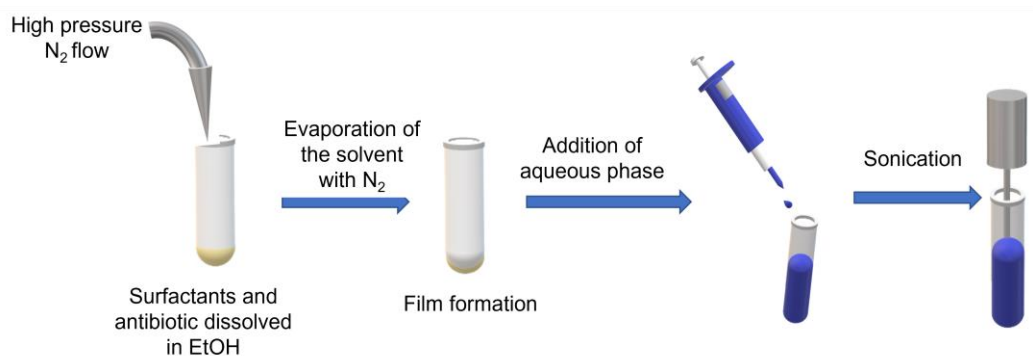 High pressure
N₂ flow
Evaporation of
the solvent
with N₂
Addition of
aqueous phase
Sonication
Surfactants and
antibiotic dissolved
in EtOH
Film formation